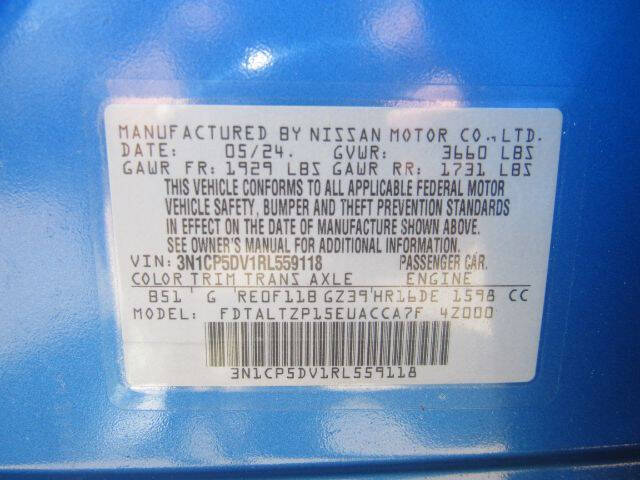 MANUFACTURED BY NISSAN MOTOR CO., LTD.
DATE: 05/24. GVWR: 3660 LBS
GAWR FR: 1929 LBS GAWR RR: 1731 LBS
THIS VEHICLE CONFORMS TO ALL APPLICABLE FEDERAL MOTOR
VEHICLE SAFETY, BUMPER AND THEFT PREVENTION STANDARDS
IN EFFECT ON THE DATE OF MANUFACTURE SHOWN ABOVE.
SEE OWNER'S MANUAL FOR ADDITIONAL INFORMATION.
VIN: 3N1CP5DV1RL559118 PASSENGER CAR.
COLOR TRIM TRANS AXLE ENGINE
B51' G RE0F11B GZ39'HR16DE 1598 CC
MODEL: FDTALTZP15EUACCA7F 4Z000
3N1CP5DV1RL559118